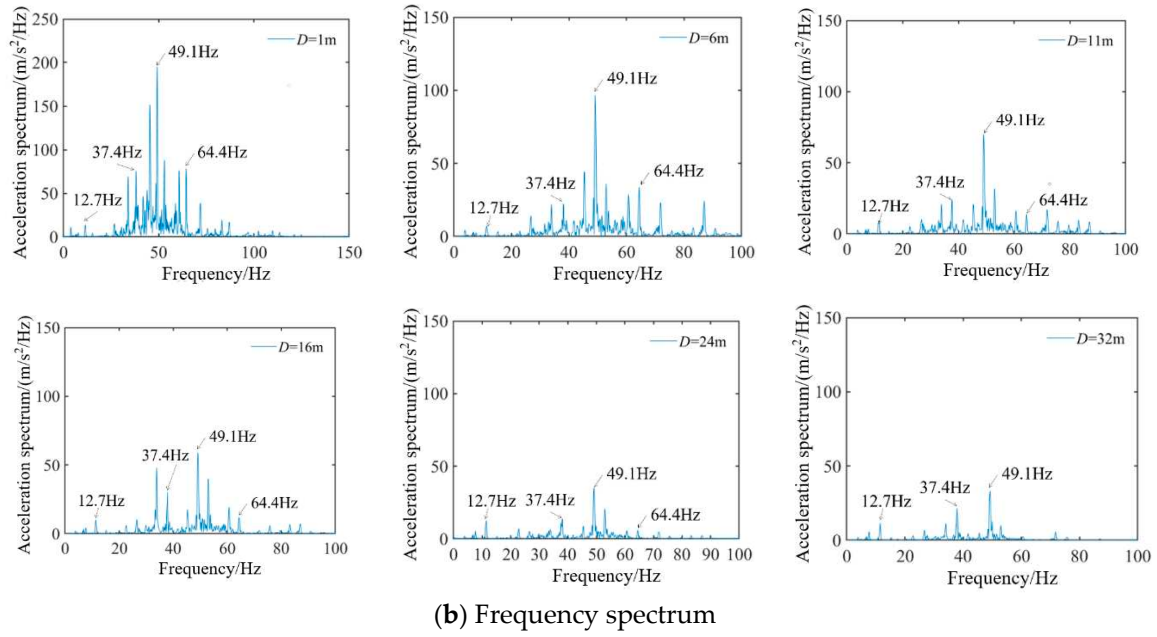 Acceleration spectrum/(m/s²/Hz)
250
200
150
100
50
0
D=1m
49.1Hz
37.4Hz
64.4Hz
12.7Hz
0 50 100 150
Frequency/Hz
Acceleration spectrum/(m/s²/Hz)
150
100
50
0
D=6m
49.1Hz
37.4Hz
64.4Hz
12.7Hz
0 20 40 60 80 100
Frequency/Hz
Acceleration spectrum/(m/s²/Hz)
150
100
50
0
D=11m
49.1Hz
37.4Hz
64.4Hz
12.7Hz
0 20 40 60 80 100
Frequency/Hz
Acceleration spectrum/(m/s²/Hz)
150
100
50
0
D=16m
49.1Hz
37.4Hz
12.7Hz
64.4Hz
0 20 40 60 80 100
Frequency/Hz
Acceleration spectrum/(m/s²/Hz)
150
100
50
0
D=24m
49.1Hz
12.7Hz
37.4Hz
64.4Hz
0 10 20 30 40 50 60 70 80 90 100
Frequency/Hz
Acceleration spectrum/(m/s²/Hz)
150
100
50
0
D=32m
49.1Hz
37.4Hz
12.7Hz
0 20 40 60 80 100
Frequency/Hz
(b) Frequency spectrum